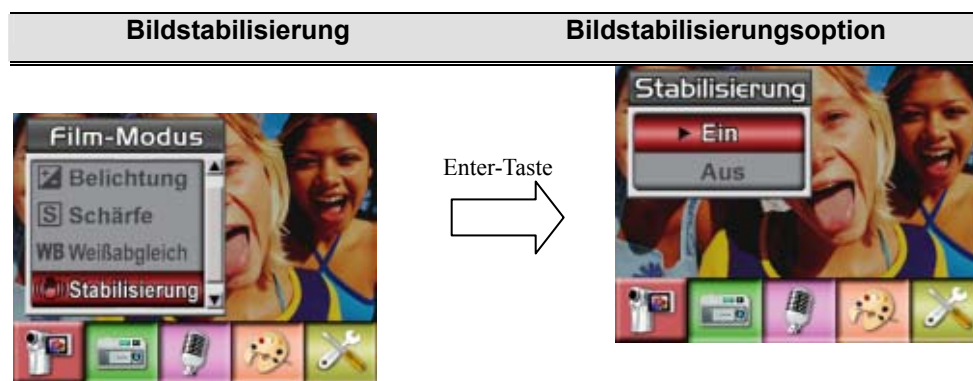 Bildstabilisierung
Bildstabilisierungsoption
Film-Modus
Belichtung
S Schärfe
WB Weißabgleich
Stabilisierung
Enter-Taste
Stabilisierung
Ein
Aus